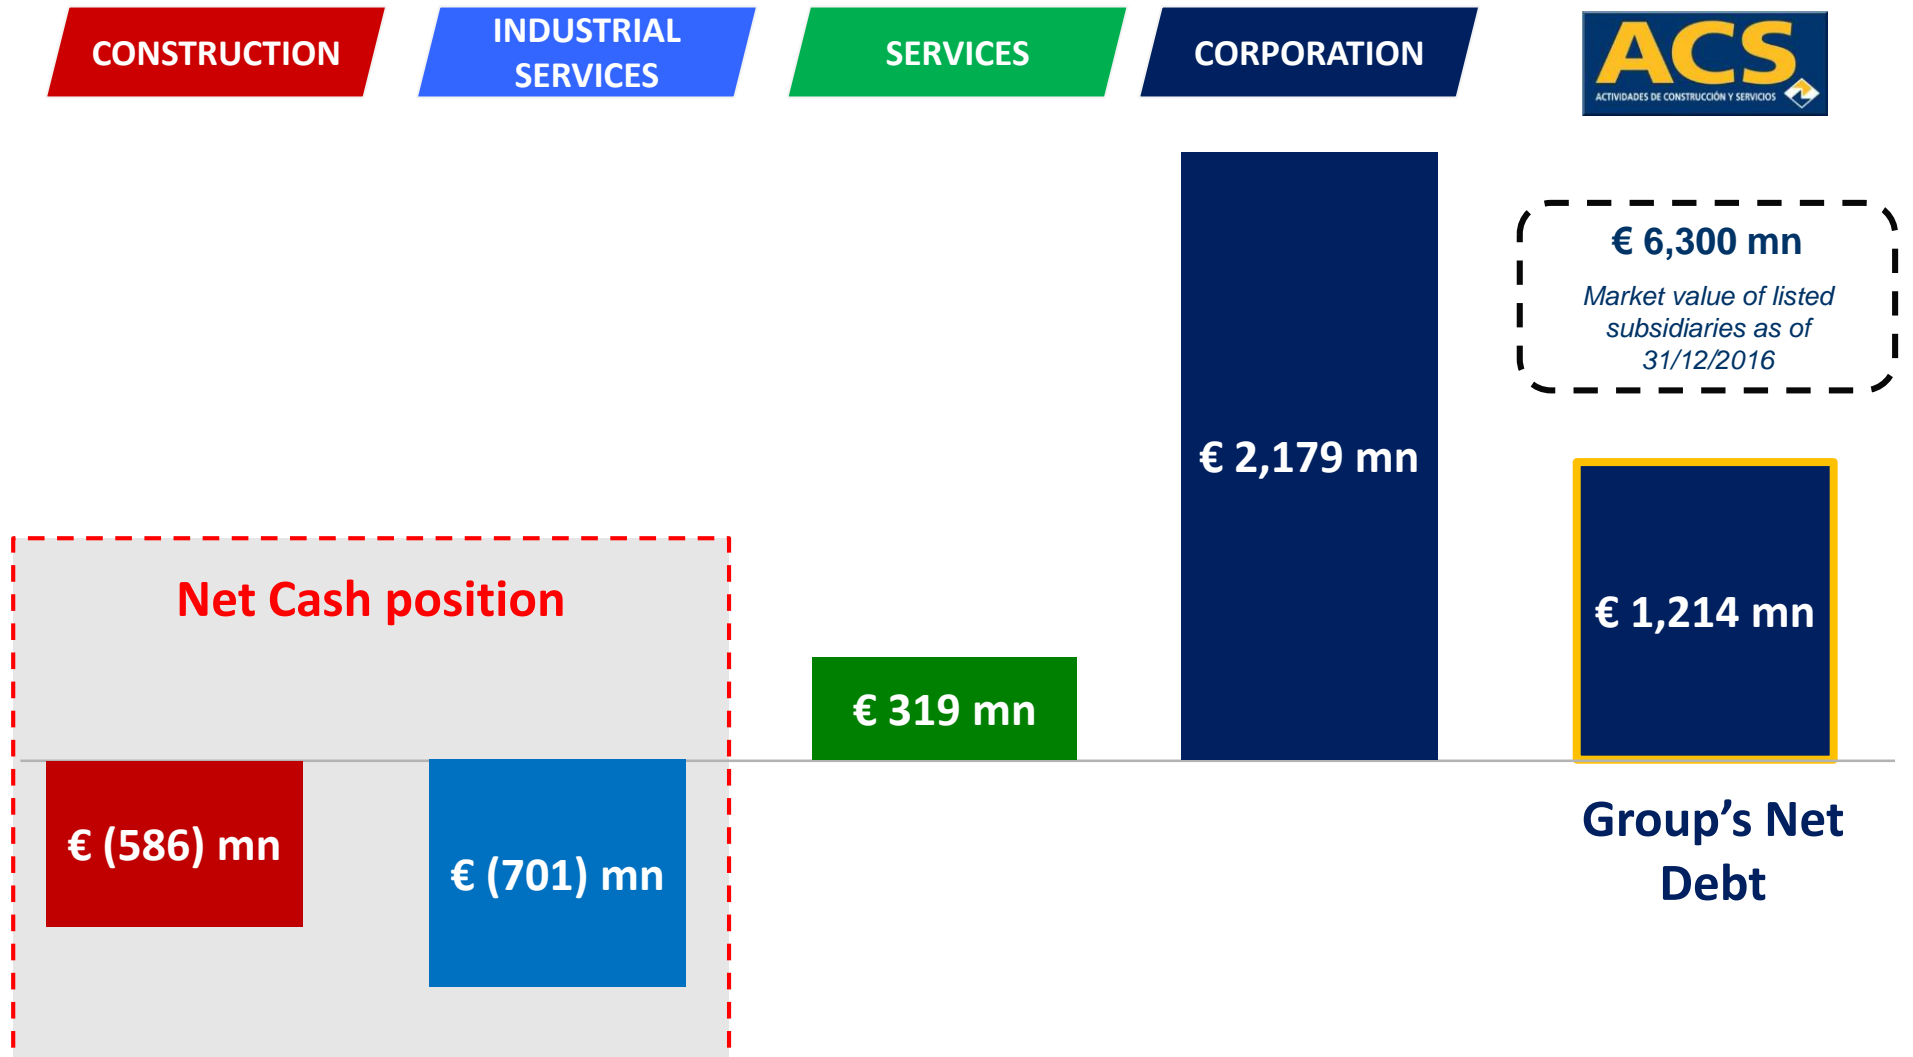 CONSTRUCTION
INDUSTRIAL
SERVICES
SERVICES
CORPORATION
ACS
ACTIVIDADES DE CONSTRUCCIÓN Y SERVICIOS
€ 6,300 mn
Market value of listed
subsidiaries as of
31/12/2016
€ 2,179 mn
Net Cash position
€ 1,214 mn
€ 319 mn
€ (586) mn
€ (701) mn
Group’s Net
Debt